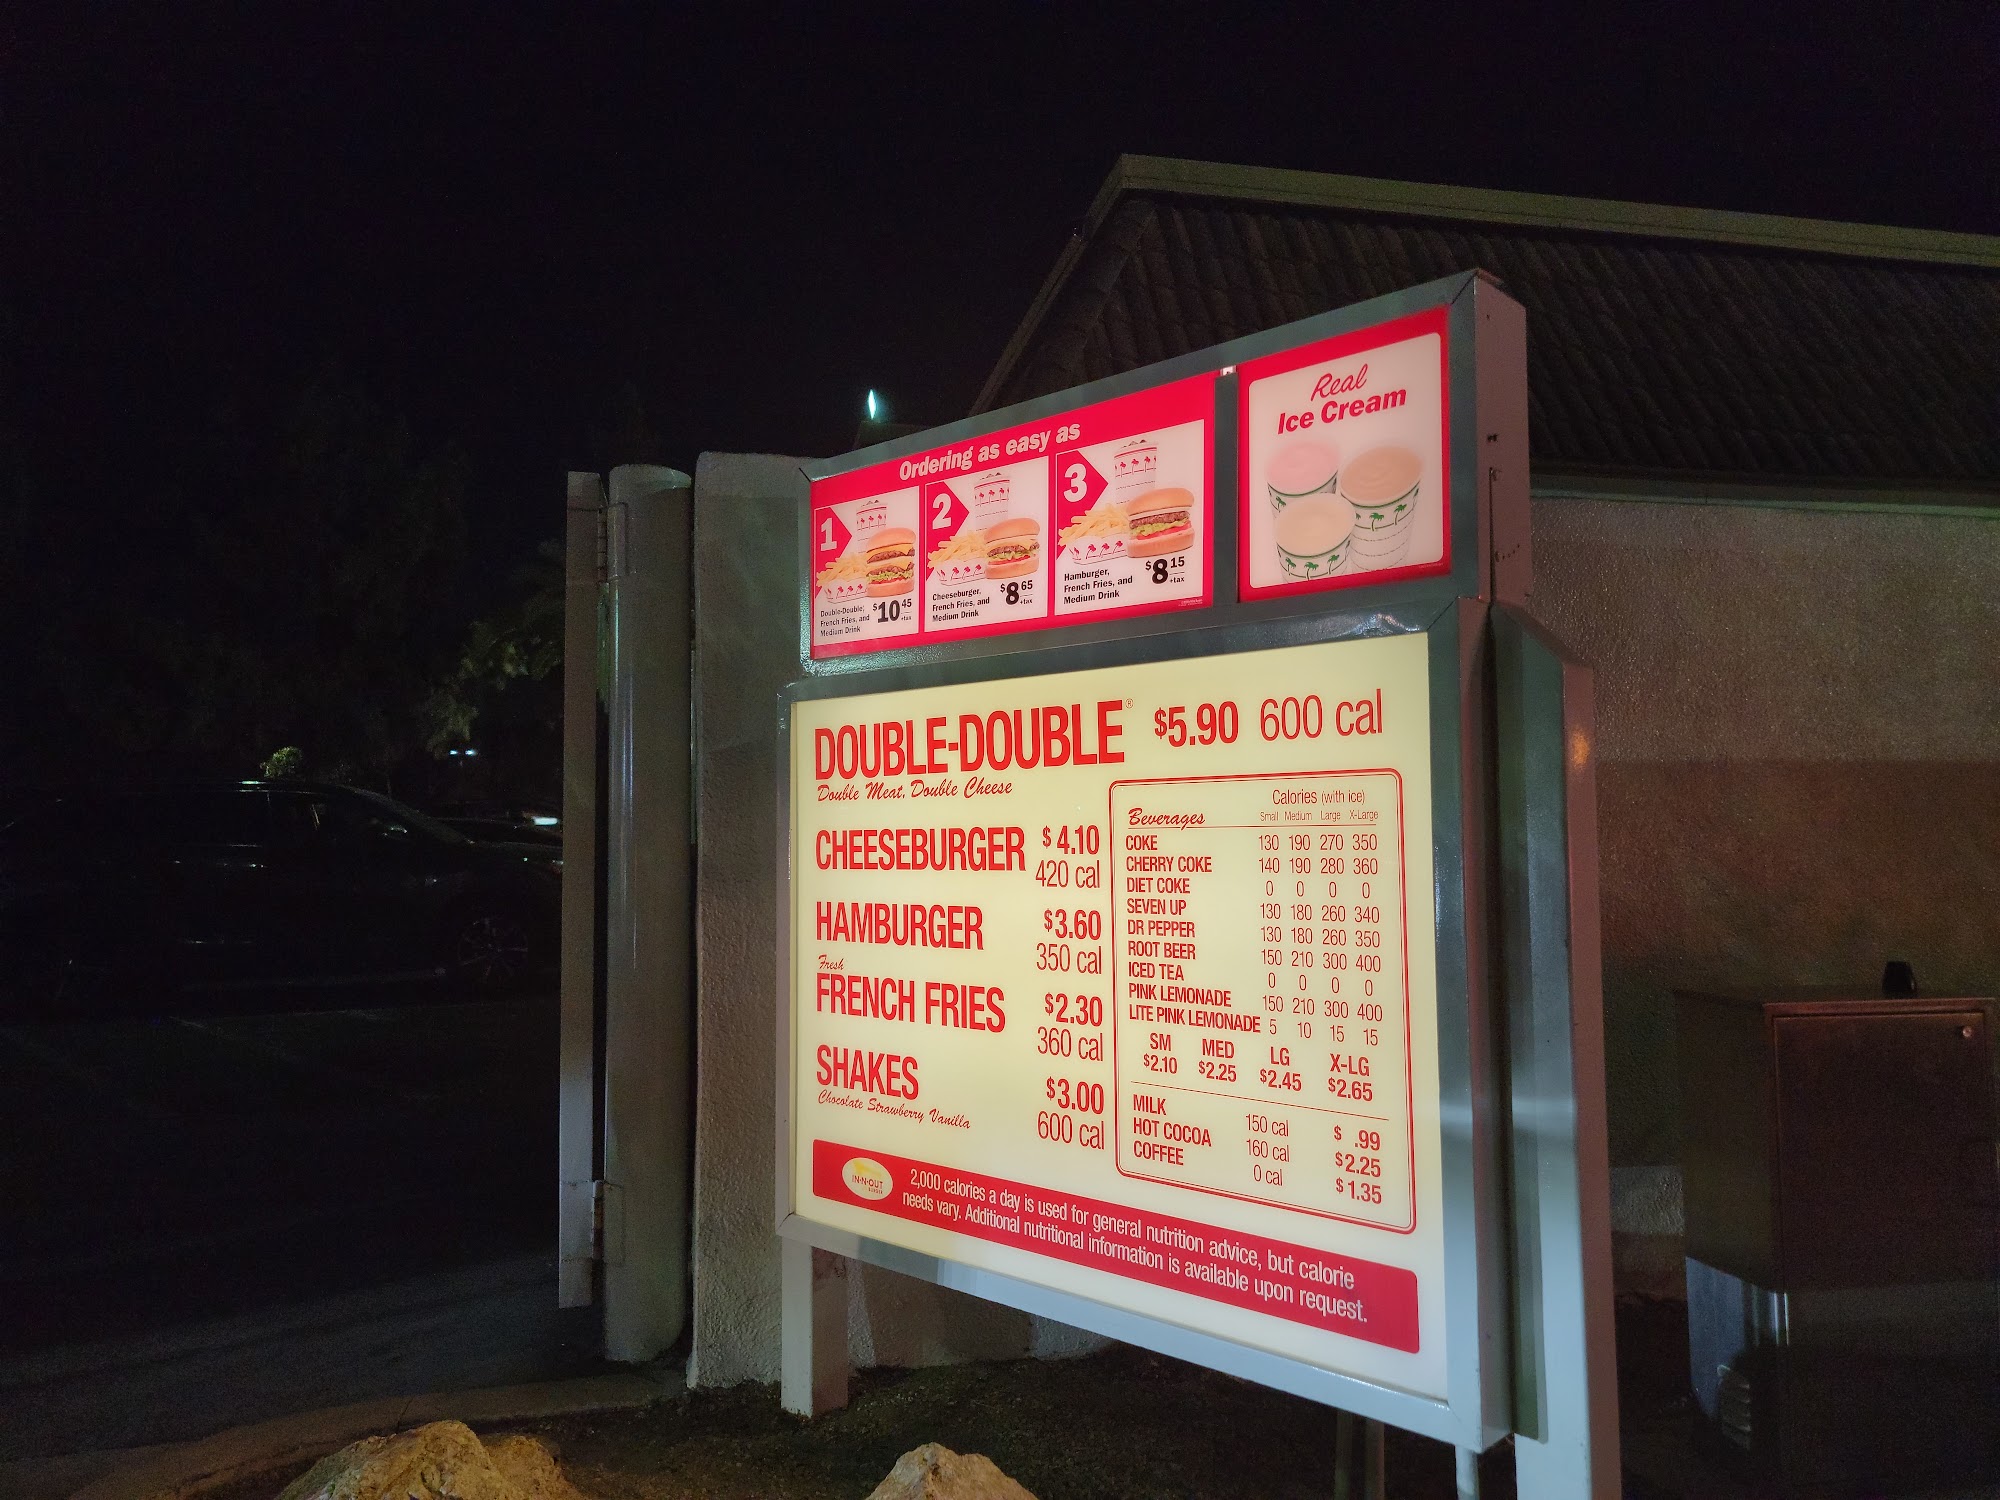 Ordering as easy as
1
Double-Double,
French Fries, and
Medium Drink
$10 45
+tax
2
Cheeseburger,
French Fries, and
Medium Drink
$8 65
+tax
3
Hamburger,
French Fries, and
Medium Drink
$8 15
+tax
Real
Ice Cream
DOUBLE-DOUBLE® $5.90 600 cal
Double Meat, Double Cheese
CHEESEBURGER $4.10
420 cal
HAMBURGER $3.60
350 cal
Fresh
FRENCH FRIES $2.30
360 cal
SHAKES $3.00
Chocolate Strawberry Vanilla 600 cal
Calories (with ice)
Beverages Small Medium Large X-Large
COKE 130 190 270 350
CHERRY COKE 140 190 280 360
DIET COKE 0 0 0 0
SEVEN UP 130 180 260 340
DR PEPPER 130 180 260 350
ROOT BEER 150 210 300 400
ICED TEA 0 0 0 0
PINK LEMONADE 150 210 300 400
LITE PINK LEMONADE 5 10 15 15
SM MED LG X-LG
$2.10 $2.25 $2.45 $2.65
MILK 150 cal $ .99
HOT COCOA 160 cal $2.25
COFFEE 0 cal $1.35
IN-N-OUT
BURGER
2,000 calories a day is used for general nutrition advice, but calorie
needs vary. Additional nutritional information is available upon request.